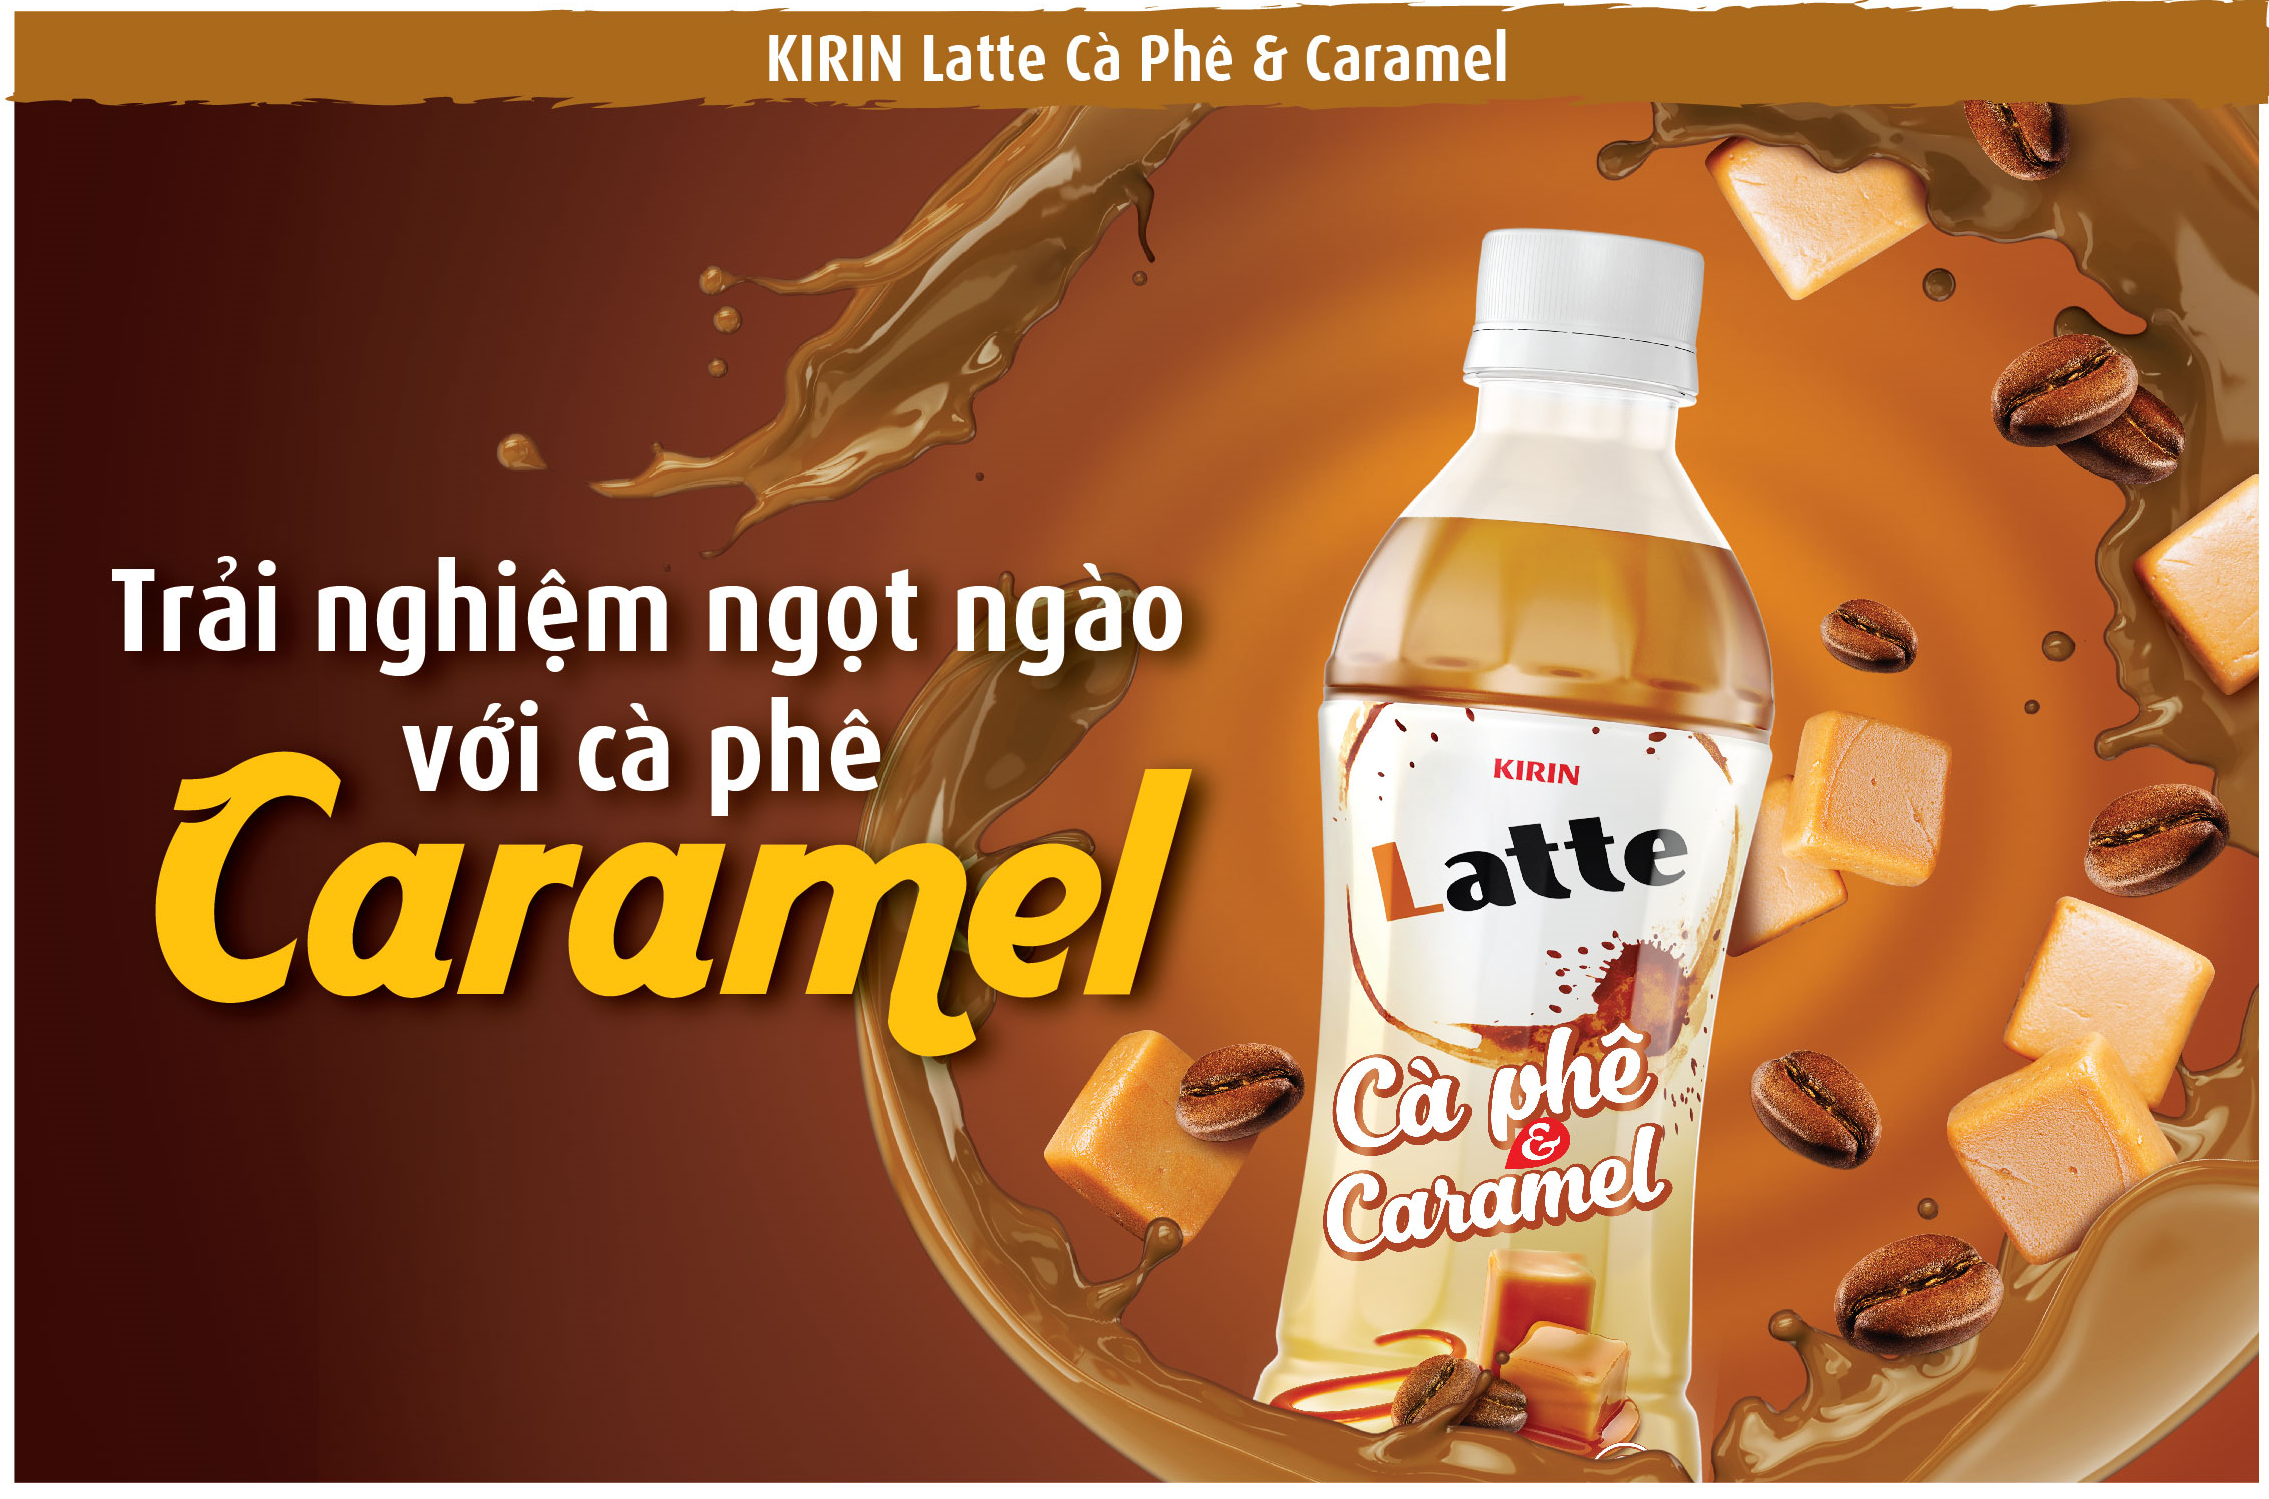 KIRIN Latte Cà Phê & Caramel
Trải nghiệm ngọt ngào
với cà phê
Caramel
KIRIN
Latte
Cà phê
&
Caramel